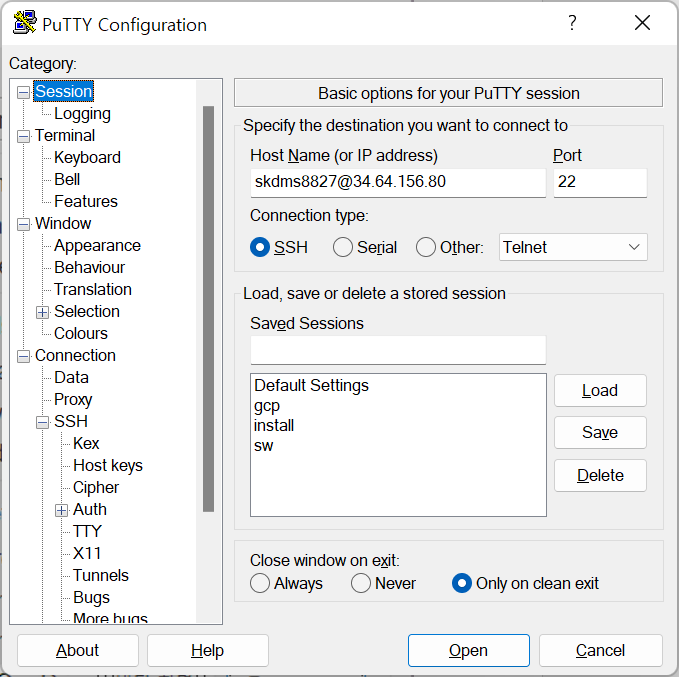 PuTTY Configuration
?
Category:
Session
Logging
Terminal
Keyboard
Bell
Features
Window
Appearance
Behaviour
Translation
Selection
Colours
Connection
Data
Proxy
SSH
Kex
Host keys
Cipher
Auth
TTY
X11
Tunnels
Bugs
More bugs
Basic options for your PuTTY session
Specify the destination you want to connect to
Host Name (or IP address) Port
skdms8827@34.64.156.80 22
Connection type:
SSH Serial Other: Telnet
Load, save or delete a stored session
Saved Sessions
Default Settings
gcp
install
sw
Load
Save
Delete
Close window on exit:
Always Never Only on clean exit
About Help Open Cancel